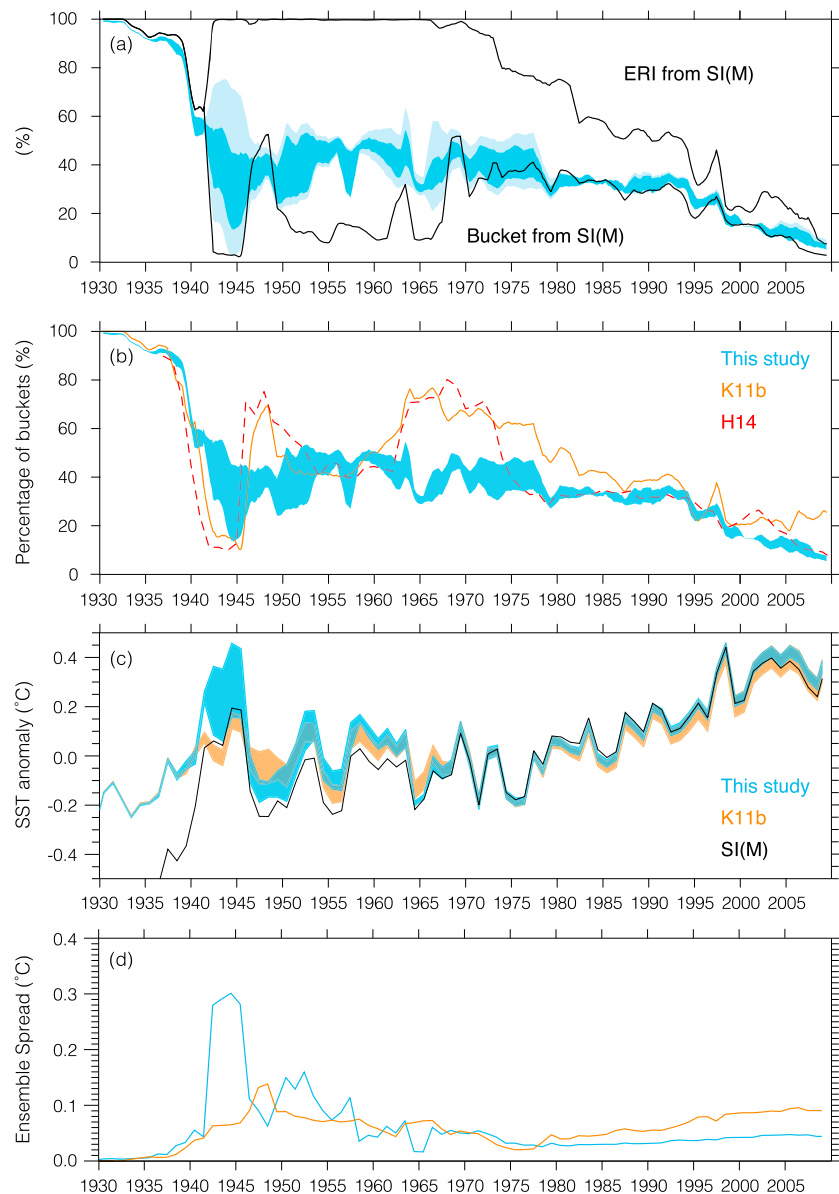 (a)
(%)
100
80
60
40
20
0
ERI from SI(M)
Bucket from SI(M)
1930 1935 1940 1945 1950 1955 1960 1965 1970 1975 1980 1985 1990 1995 2000 2005
(b)
Percentage of buckets (%)
100
80
60
40
20
0
This study
K11b
H14
1930 1935 1940 1945 1950 1955 1960 1965 1970 1975 1980 1985 1990 1995 2000 2005
(c)
SST anomaly (˚C)
0.4
0.2
0.0
-0.2
-0.4
This study
K11b
SI(M)
1930 1935 1940 1945 1950 1955 1960 1965 1970 1975 1980 1985 1990 1995 2000 2005
(d)
Ensemble Spread (˚C)
0.4
0.3
0.2
0.1
0.0
1930 1935 1940 1945 1950 1955 1960 1965 1970 1975 1980 1985 1990 1995 2000 2005